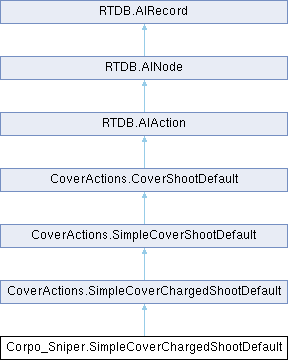 RTDB.AIRecord
RTDB.AINode
RTDB.AIAction
CoverActions.CoverShootDefault
CoverActions.SimpleCoverShootDefault
CoverActions.SimpleCoverChargedShootDefault
Corpo_Sniper.SimpleCoverChargedShootDefault